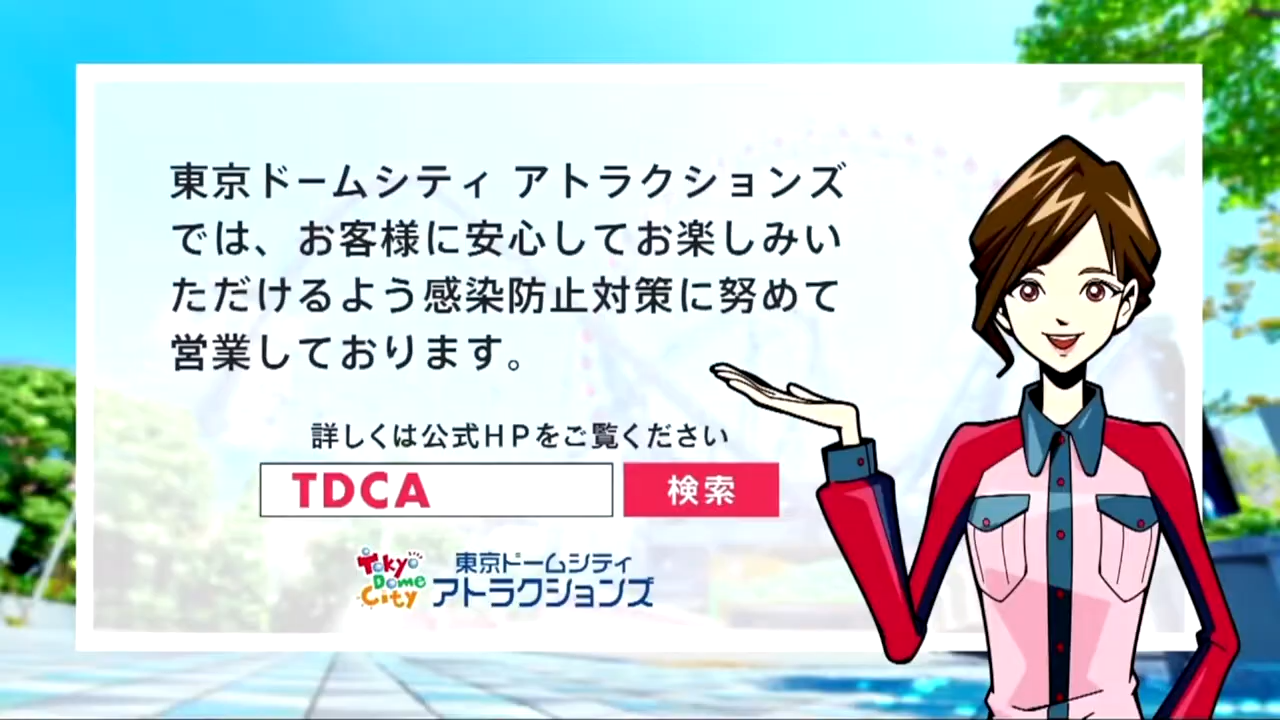 東京ドームシティ アトラクションズ
では、お客様に安心してお楽しみい
ただけるよう感染防止対策に努めて
営業しております。
詳しくは公式HPをご覧ください
TDCA 検索
Tokyo
Dome
City
東京ドームシティ
アトラクションズ